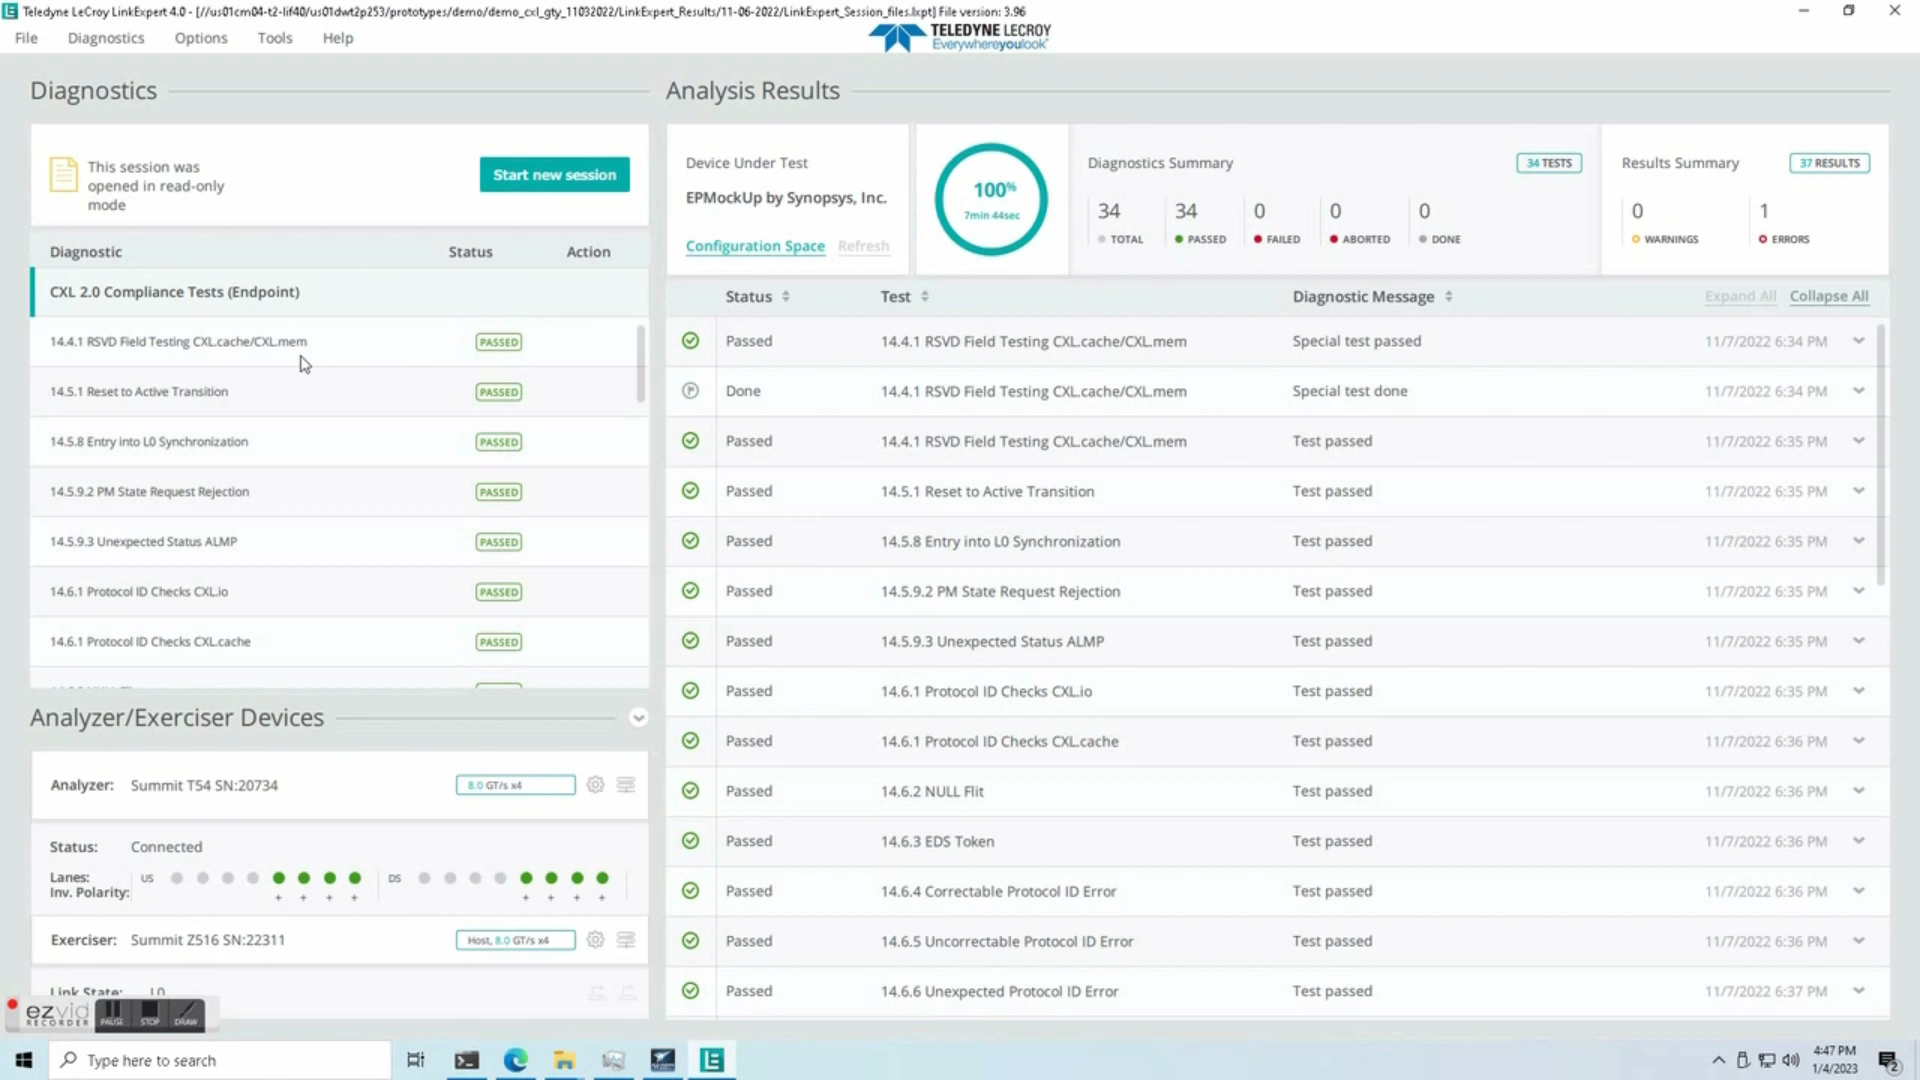 Teledyne LeCroy LinkExpert 4.0 - [//us01cm04-t2-lif40/us01dwt2p253/prototypes/demo/demo_cxl_gty_11032022/LinkExpert_Results/11-06-2022/LinkExpert_Session_files.lxpt] File version: 3.96
File Diagnostics Options Tools Help
TELEDYNE LECROY
Everywhereyoulook™
Diagnostics
This session was
opened in read-only
mode
Start new session
Diagnostic Status Action
CXL 2.0 Compliance Tests (Endpoint)
14.4.1 RSVD Field Testing CXL.cache/CXL.mem PASSED
14.5.1 Reset to Active Transition PASSED
14.5.8 Entry into L0 Synchronization PASSED
14.5.9.2 PM State Request Rejection PASSED
14.5.9.3 Unexpected Status ALMP PASSED
14.6.1 Protocol ID Checks CXL.io PASSED
14.6.1 Protocol ID Checks CXL.cache PASSED
Analyzer/Exerciser Devices
Analyzer: Summit T54 SN:20734 8.0 GT/s x4
Status: Connected
Lanes: US DS
Inv. Polarity: + + + + + + + +
Exerciser: Summit Z516 SN:22311 Host, 8.0 GT/s x4
Link State: L0
Analysis Results
Device Under Test
EPMockUp by Synopsys, Inc.
Configuration Space Refresh
100%
7min 44sec
Diagnostics Summary 34 TESTS
34 34 0 0 0
TOTAL PASSED FAILED ABORTED DONE
Results Summary 37 RESULTS
0 1
WARNINGS ERRORS
Status Test Diagnostic Message Expand All Collapse All
Passed 14.4.1 RSVD Field Testing CXL.cache/CXL.mem Special test passed 11/7/2022 6:34 PM
Done 14.4.1 RSVD Field Testing CXL.cache/CXL.mem Special test done 11/7/2022 6:34 PM
Passed 14.4.1 RSVD Field Testing CXL.cache/CXL.mem Test passed 11/7/2022 6:35 PM
Passed 14.5.1 Reset to Active Transition Test passed 11/7/2022 6:35 PM
Passed 14.5.8 Entry into L0 Synchronization Test passed 11/7/2022 6:35 PM
Passed 14.5.9.2 PM State Request Rejection Test passed 11/7/2022 6:35 PM
Passed 14.5.9.3 Unexpected Status ALMP Test passed 11/7/2022 6:35 PM
Passed 14.6.1 Protocol ID Checks CXL.io Test passed 11/7/2022 6:35 PM
Passed 14.6.1 Protocol ID Checks CXL.cache Test passed 11/7/2022 6:36 PM
Passed 14.6.2 NULL Flit Test passed 11/7/2022 6:36 PM
Passed 14.6.3 EDS Token Test passed 11/7/2022 6:36 PM
Passed 14.6.4 Correctable Protocol ID Error Test passed 11/7/2022 6:36 PM
Passed 14.6.5 Uncorrectable Protocol ID Error Test passed 11/7/2022 6:36 PM
Passed 14.6.6 Unexpected Protocol ID Error Test passed 11/7/2022 6:37 PM
ezvid
RECORDER PAUSE STOP DRAW
Type here to search
4:47 PM
1/4/2023
2